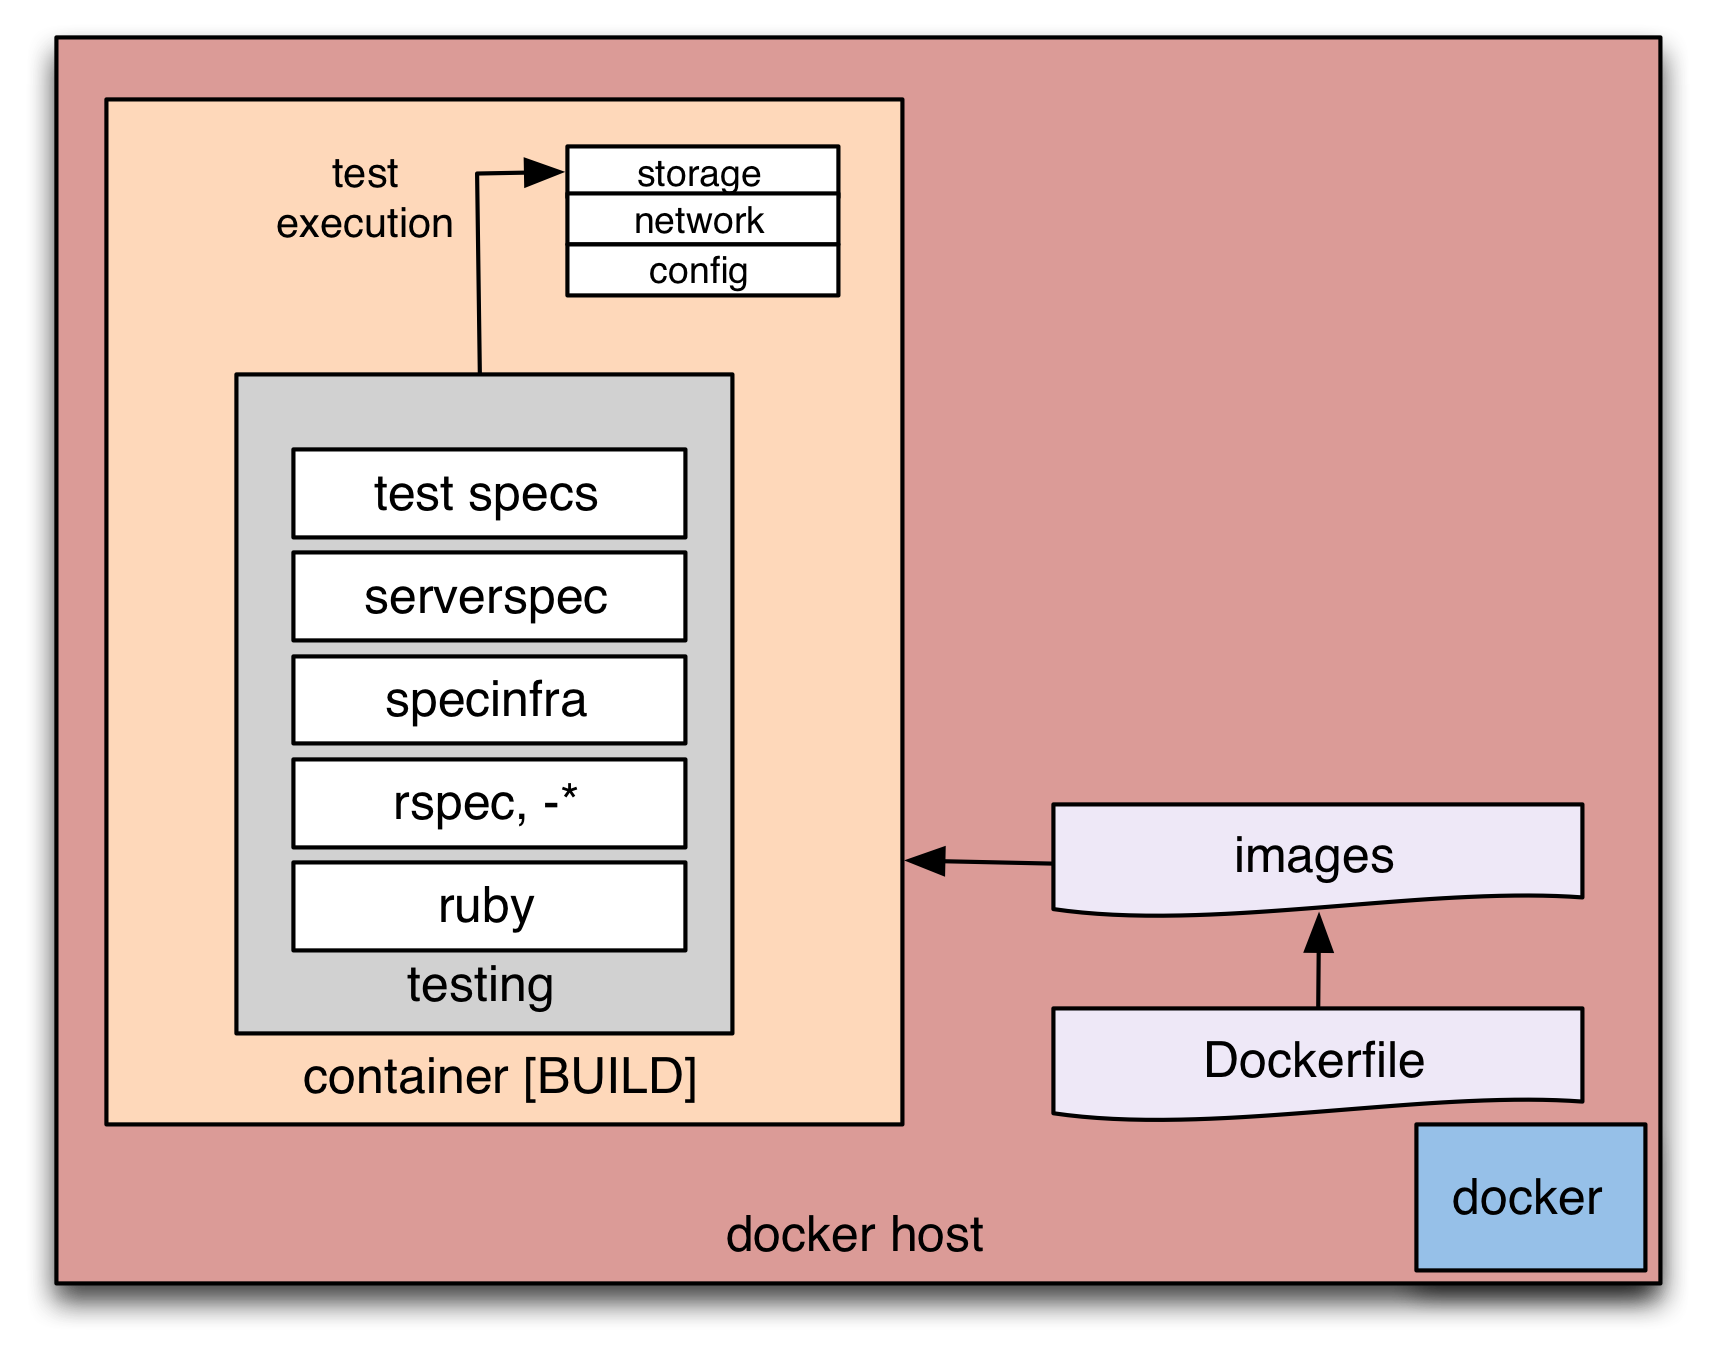 test
execution
storage
network
config
test specs
serverspec
specinfra
rspec, -*
ruby
testing
container [BUILD]
images
Dockerfile
docker
docker host